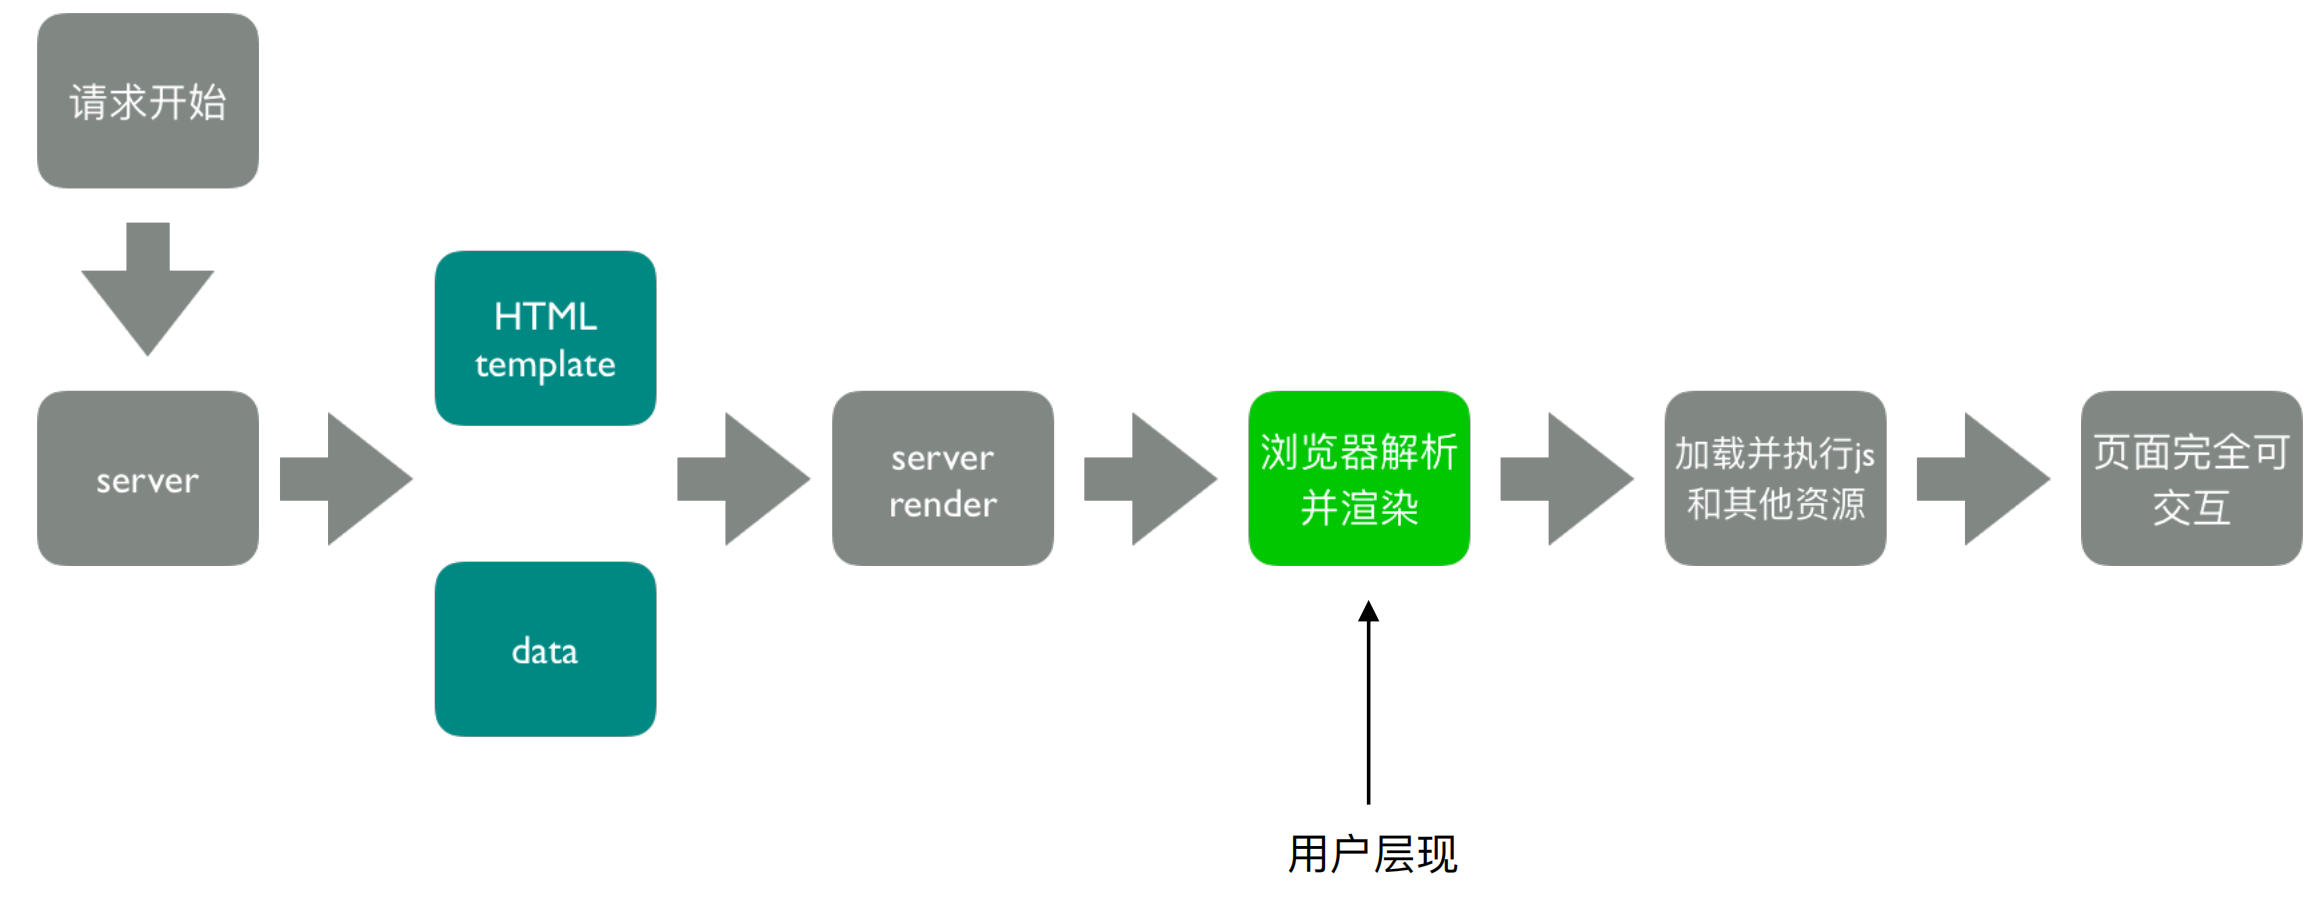 请求开始
server
HTML
template
data
server
render
浏览器解析
并渲染
加载并执行js
和其他资源
页面完全可
交互
用户层现